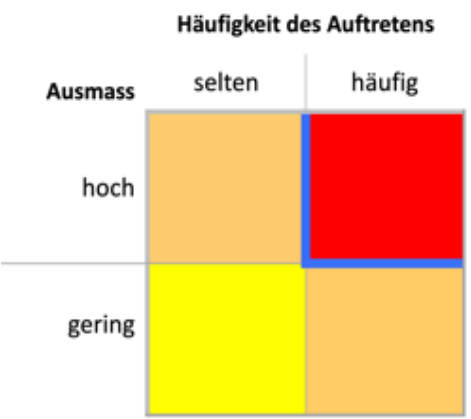 Häufigkeit des Auftretens
Ausmass selten häufig
hoch
gering